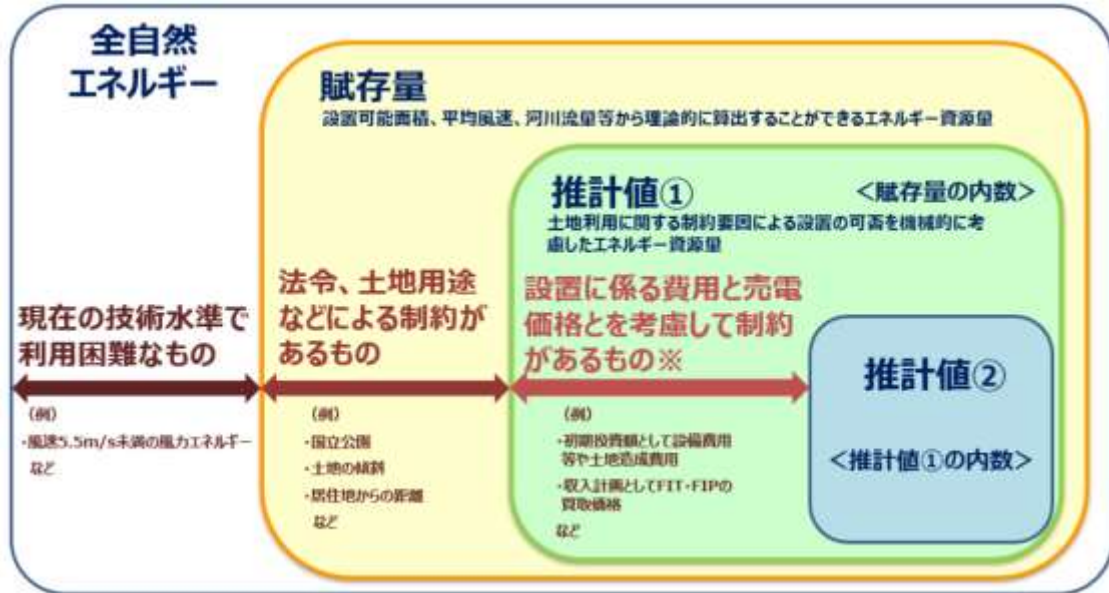 全自然
エネルギー
賦存量
設置可能面積、平均風速、河川流量等から理論的に算出することができるエネルギー資源量
推計値① <賦存量の内数>
土地利用に関する制約要因による設置の可否を機械的に考
慮したエネルギー資源量
現在の技術水準で
利用困難なもの
(例)
・風速5.5m/s未満の風力エネルギー
など
法令、土地用途
などによる制約が
あるもの
(例)
・国立公園
・土地の傾斜
・居住地からの距離
など
設置に係る費用と売電
価格とを考慮して制約
があるもの※
(例)
・初期投資額として設備費用
等や土地造成費用
・収入計画としてFIT・FIPの
買取価格
など
推計値②
<推計値①の内数>